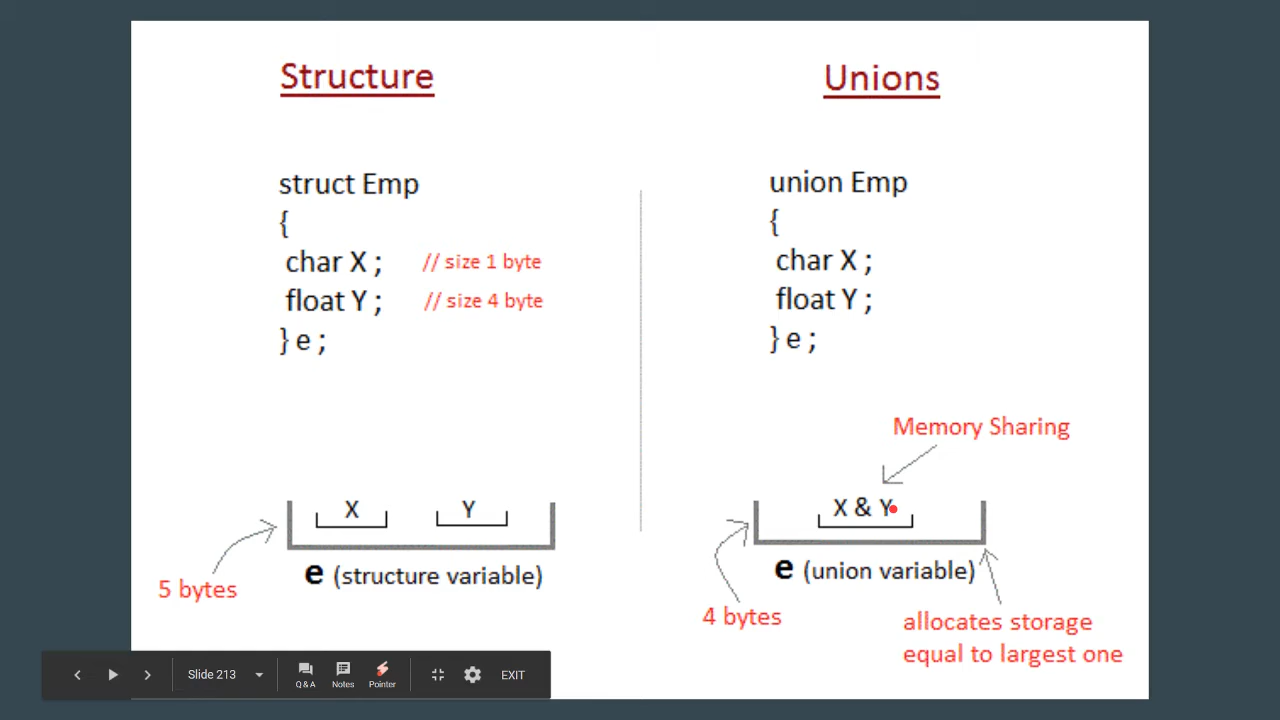 Structure
struct Emp
{
char X ; // size 1 byte
float Y ; // size 4 byte
} e ;
X Y
5 bytes
e (structure variable)
Unions
union Emp
{
char X ;
float Y ;
} e ;
Memory Sharing
X & Y
4 bytes
e (union variable)
allocates storage
equal to largest one
Slide 213
Q & A
Notes
Pointer
EXIT